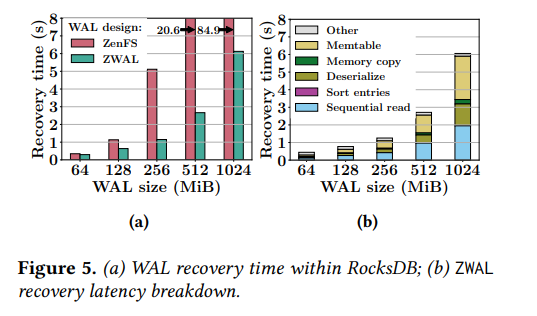 8
7
6
5
4
3
2
1
0
Recovery time (s)
WAL design:
ZenFS
ZWAL
20.6
84.9
64 128 256 512 1024
WAL size (MiB)
(a)
8
7
6
5
4
3
2
1
0
Recovery time (s)
Other
Memtable
Memory copy
Deserialize
Sort entries
Sequential read
64 128 256 512 1024
WAL size (MiB)
(b)
Figure 5. (a) WAL recovery time within RocksDB; (b) ZWAL
recovery latency breakdown.